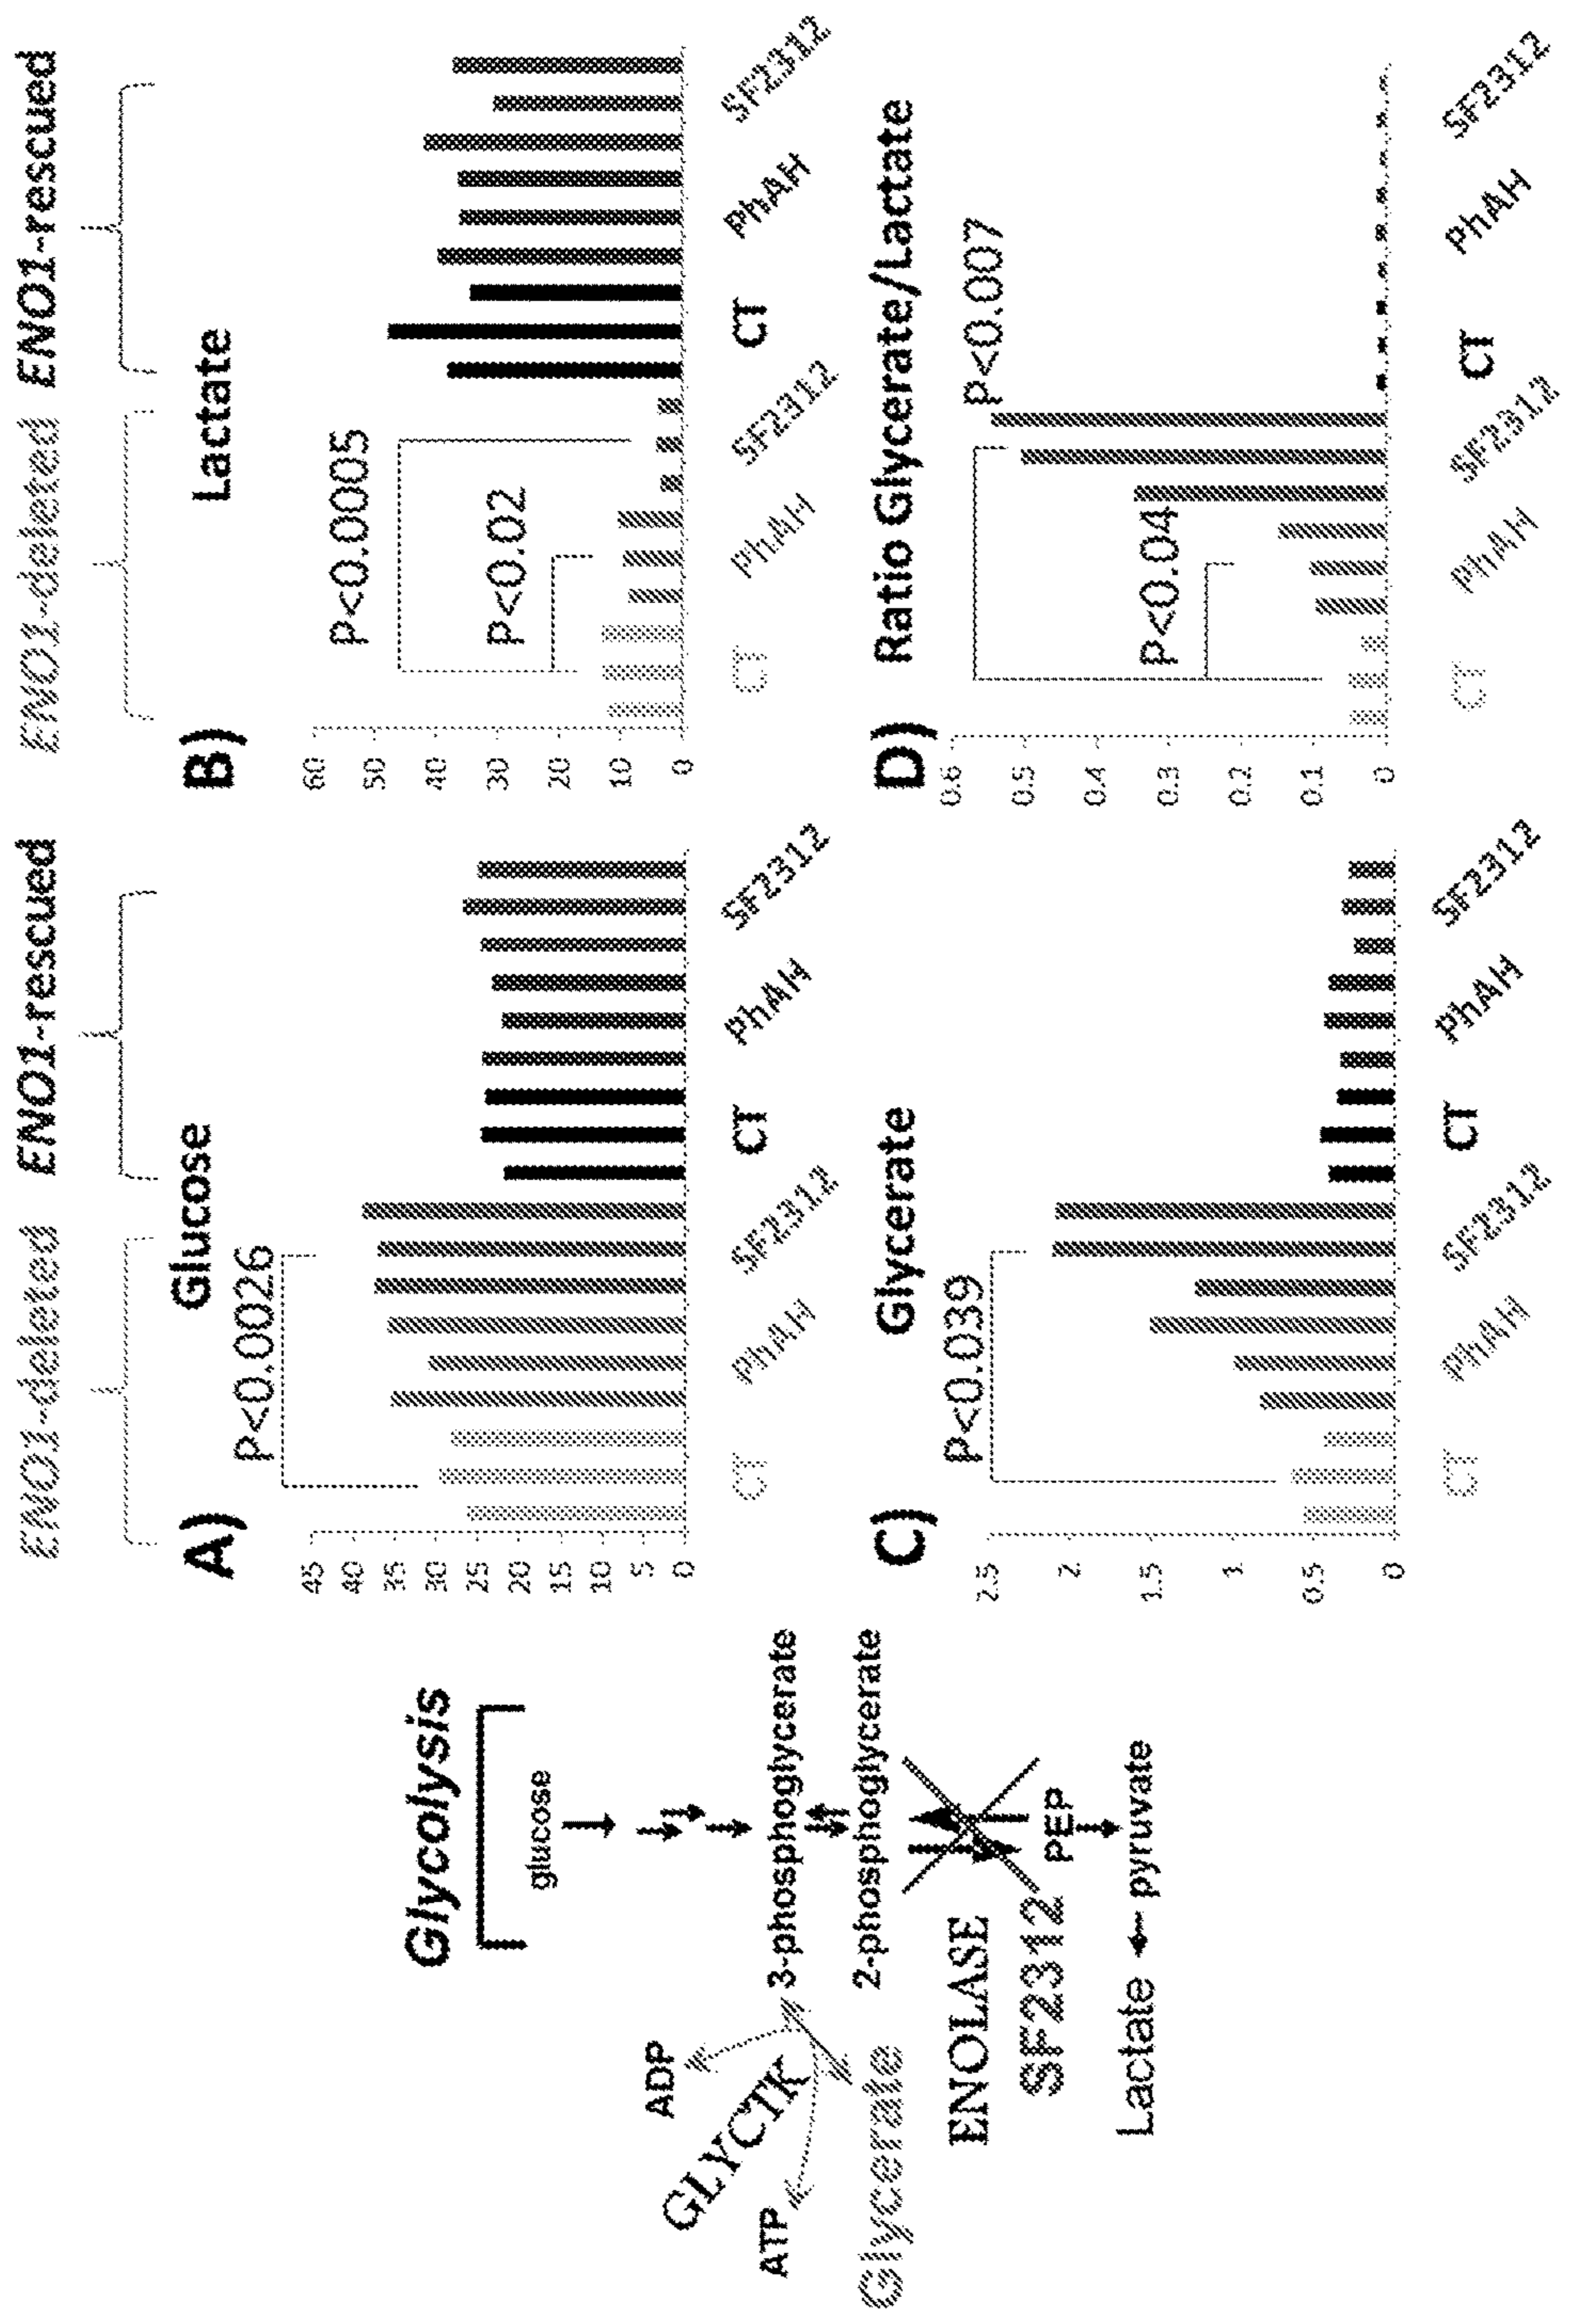 Glycolysis
glucose
3-phosphoglycerate
2-phosphoglycerate
ADP
GLYCTK
ATP
Glycerate
ENOLASE
SF2312
PEP
Lactate
pyruvate
ENO1-deleted ENO1-rescued
A) Glucose
P<0.0026
45
40
35
30
25
20
15
10
5
0
CT PhAH SF2312 CT PhAH SF2312
ENO1-deleted ENO1-rescued
B) Lactate
P<0.0005
P<0.02
60
50
40
30
20
10
0
CT PhAH SF2312 CT PhAH SF2312
C) Glycerate
P<0.039
2.5
2
1.5
1
0.5
0
CT PhAH SF2312 CT PhAH SF2312
D) Ratio Glycerate/Lactate
P<0.007
P<0.04
0.6
0.5
0.4
0.3
0.2
0.1
0
CT PhAH SF2312 CT PhAH SF2312